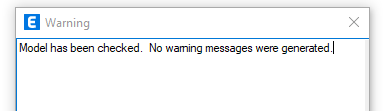 E Warning
Model has been checked.  No warning messages were generated.